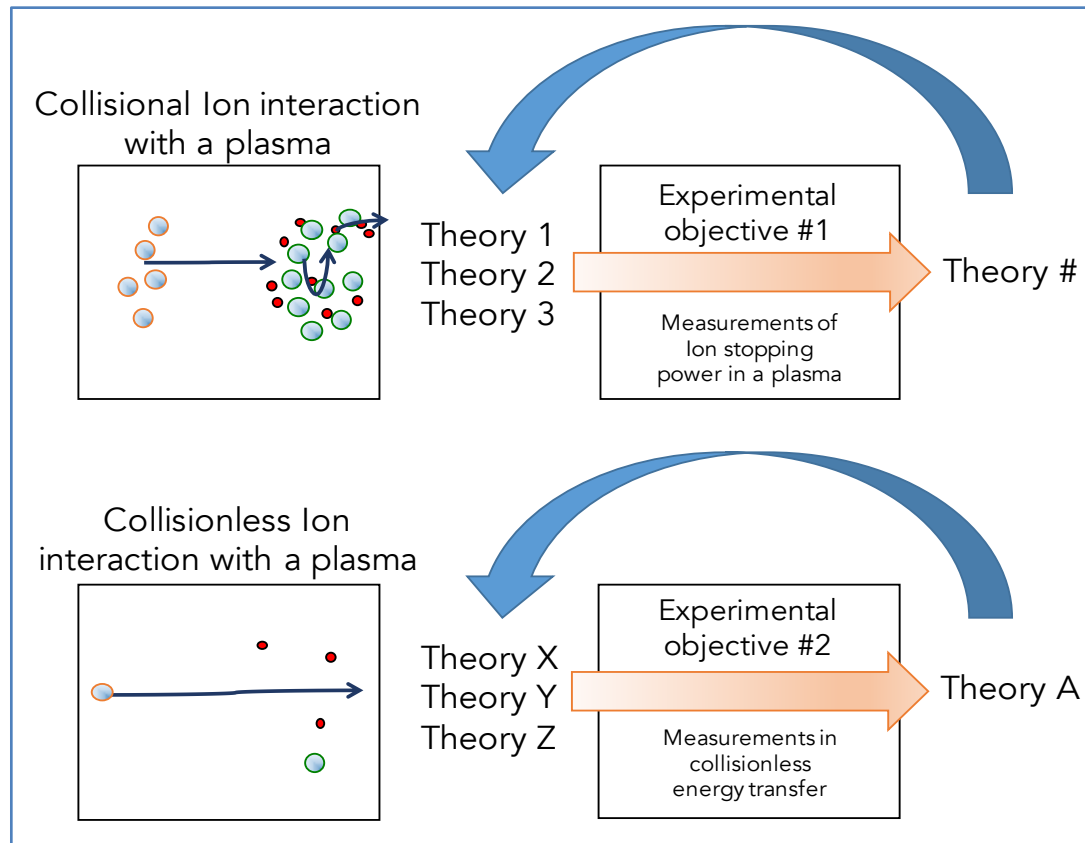 Collisional Ion interaction
with a plasma
Theory 1
Theory 2
Theory 3
Experimental
objective #1
Measurements of
Ion stopping
power in a plasma
Theory #
Collisionless Ion
interaction with a plasma
Theory X
Theory Y
Theory Z
Experimental
objective #2
Measurements in
collisionless
energy transfer
Theory A